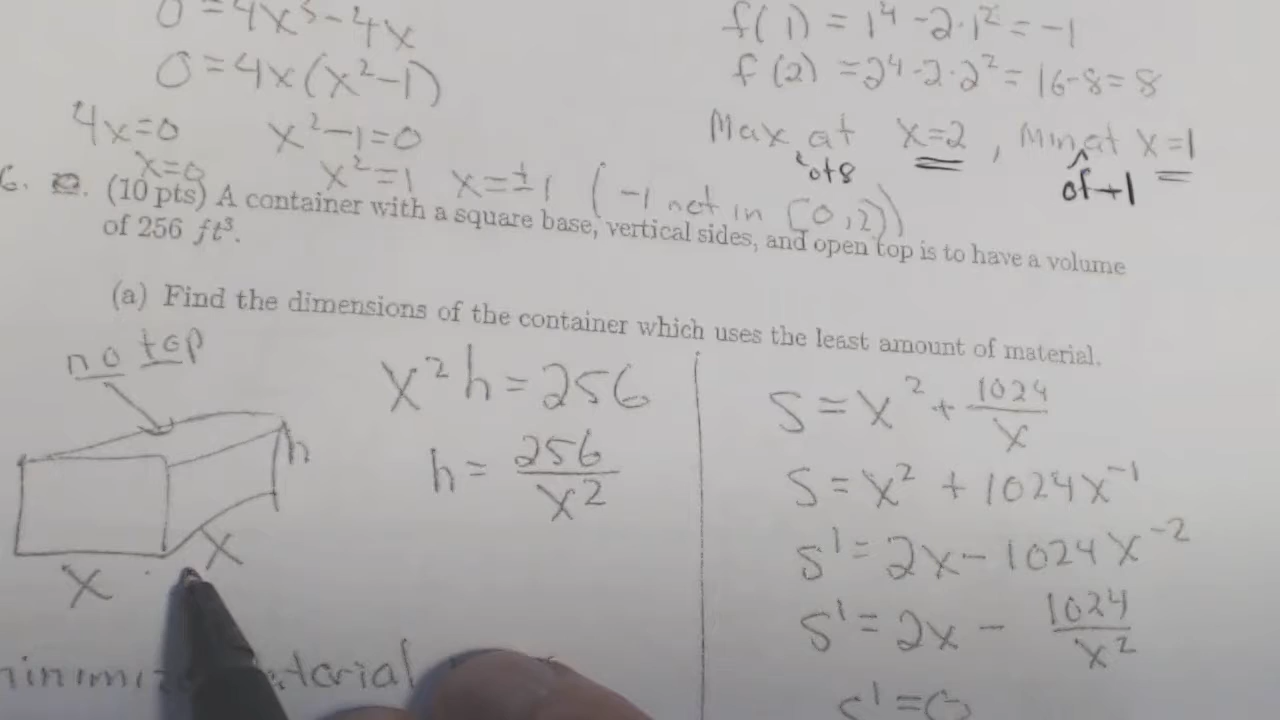 0 = 4x³ - 4x
0 = 4x(x² - 1)
4x=0 x² - 1 = 0
x=0 x² = 1 x = ± 1 ( -1 not in [0,2])
f(1) = 1⁴ - 2·1² = -1
f(2) = 2⁴ - 2·2² = 16-8 = 8
Max at x=2, Min at x=1
of 8 of -1
6. (10 pts) A container with a square base, vertical sides, and open top is to have a volume
of 256 ft³.
(a) Find the dimensions of the container which uses the least amount of material.
no top
h
x
x
x²h = 256
h = 256/x²
S = x² + 1024/x
S = x² + 1024x⁻¹
S' = 2x - 1024x⁻²
S' = 2x - 1024/x²
S' = 0